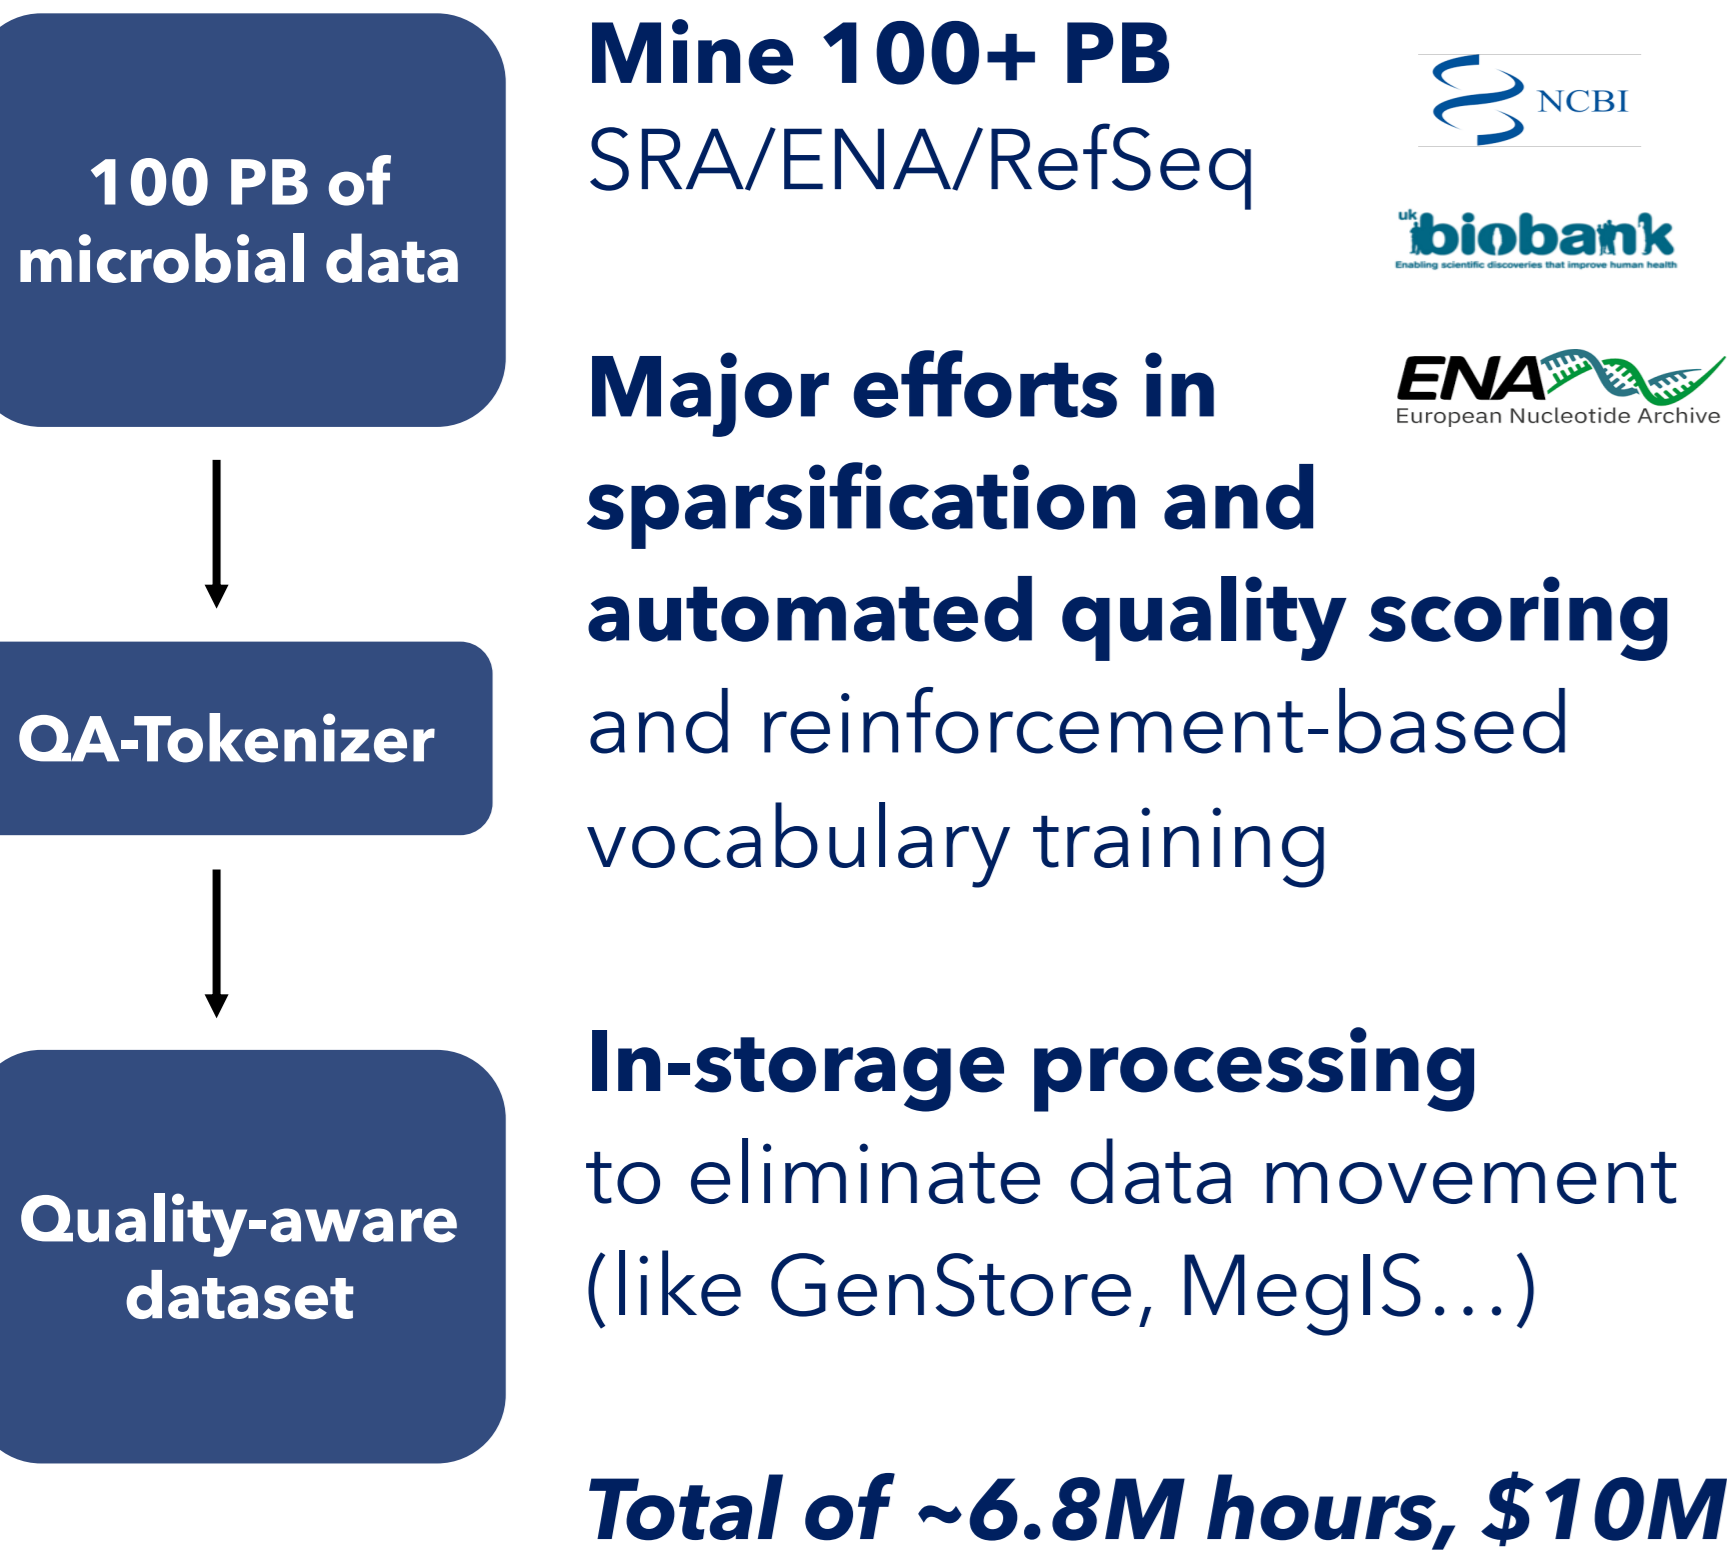 100 PB of
microbial data
QA-Tokenizer
Quality-aware
dataset
Mine 100+ PB
SRA/ENA/RefSeq
NCBI
uk
biobank
Enabling scientific discoveries that improve human health
ENA
European Nucleotide Archive
Major efforts in
sparsification and
automated quality scoring
and reinforcement-based
vocabulary training
In-storage processing
to eliminate data movement
(like GenStore, MegIS...)
Total of ~6.8M hours, $10M